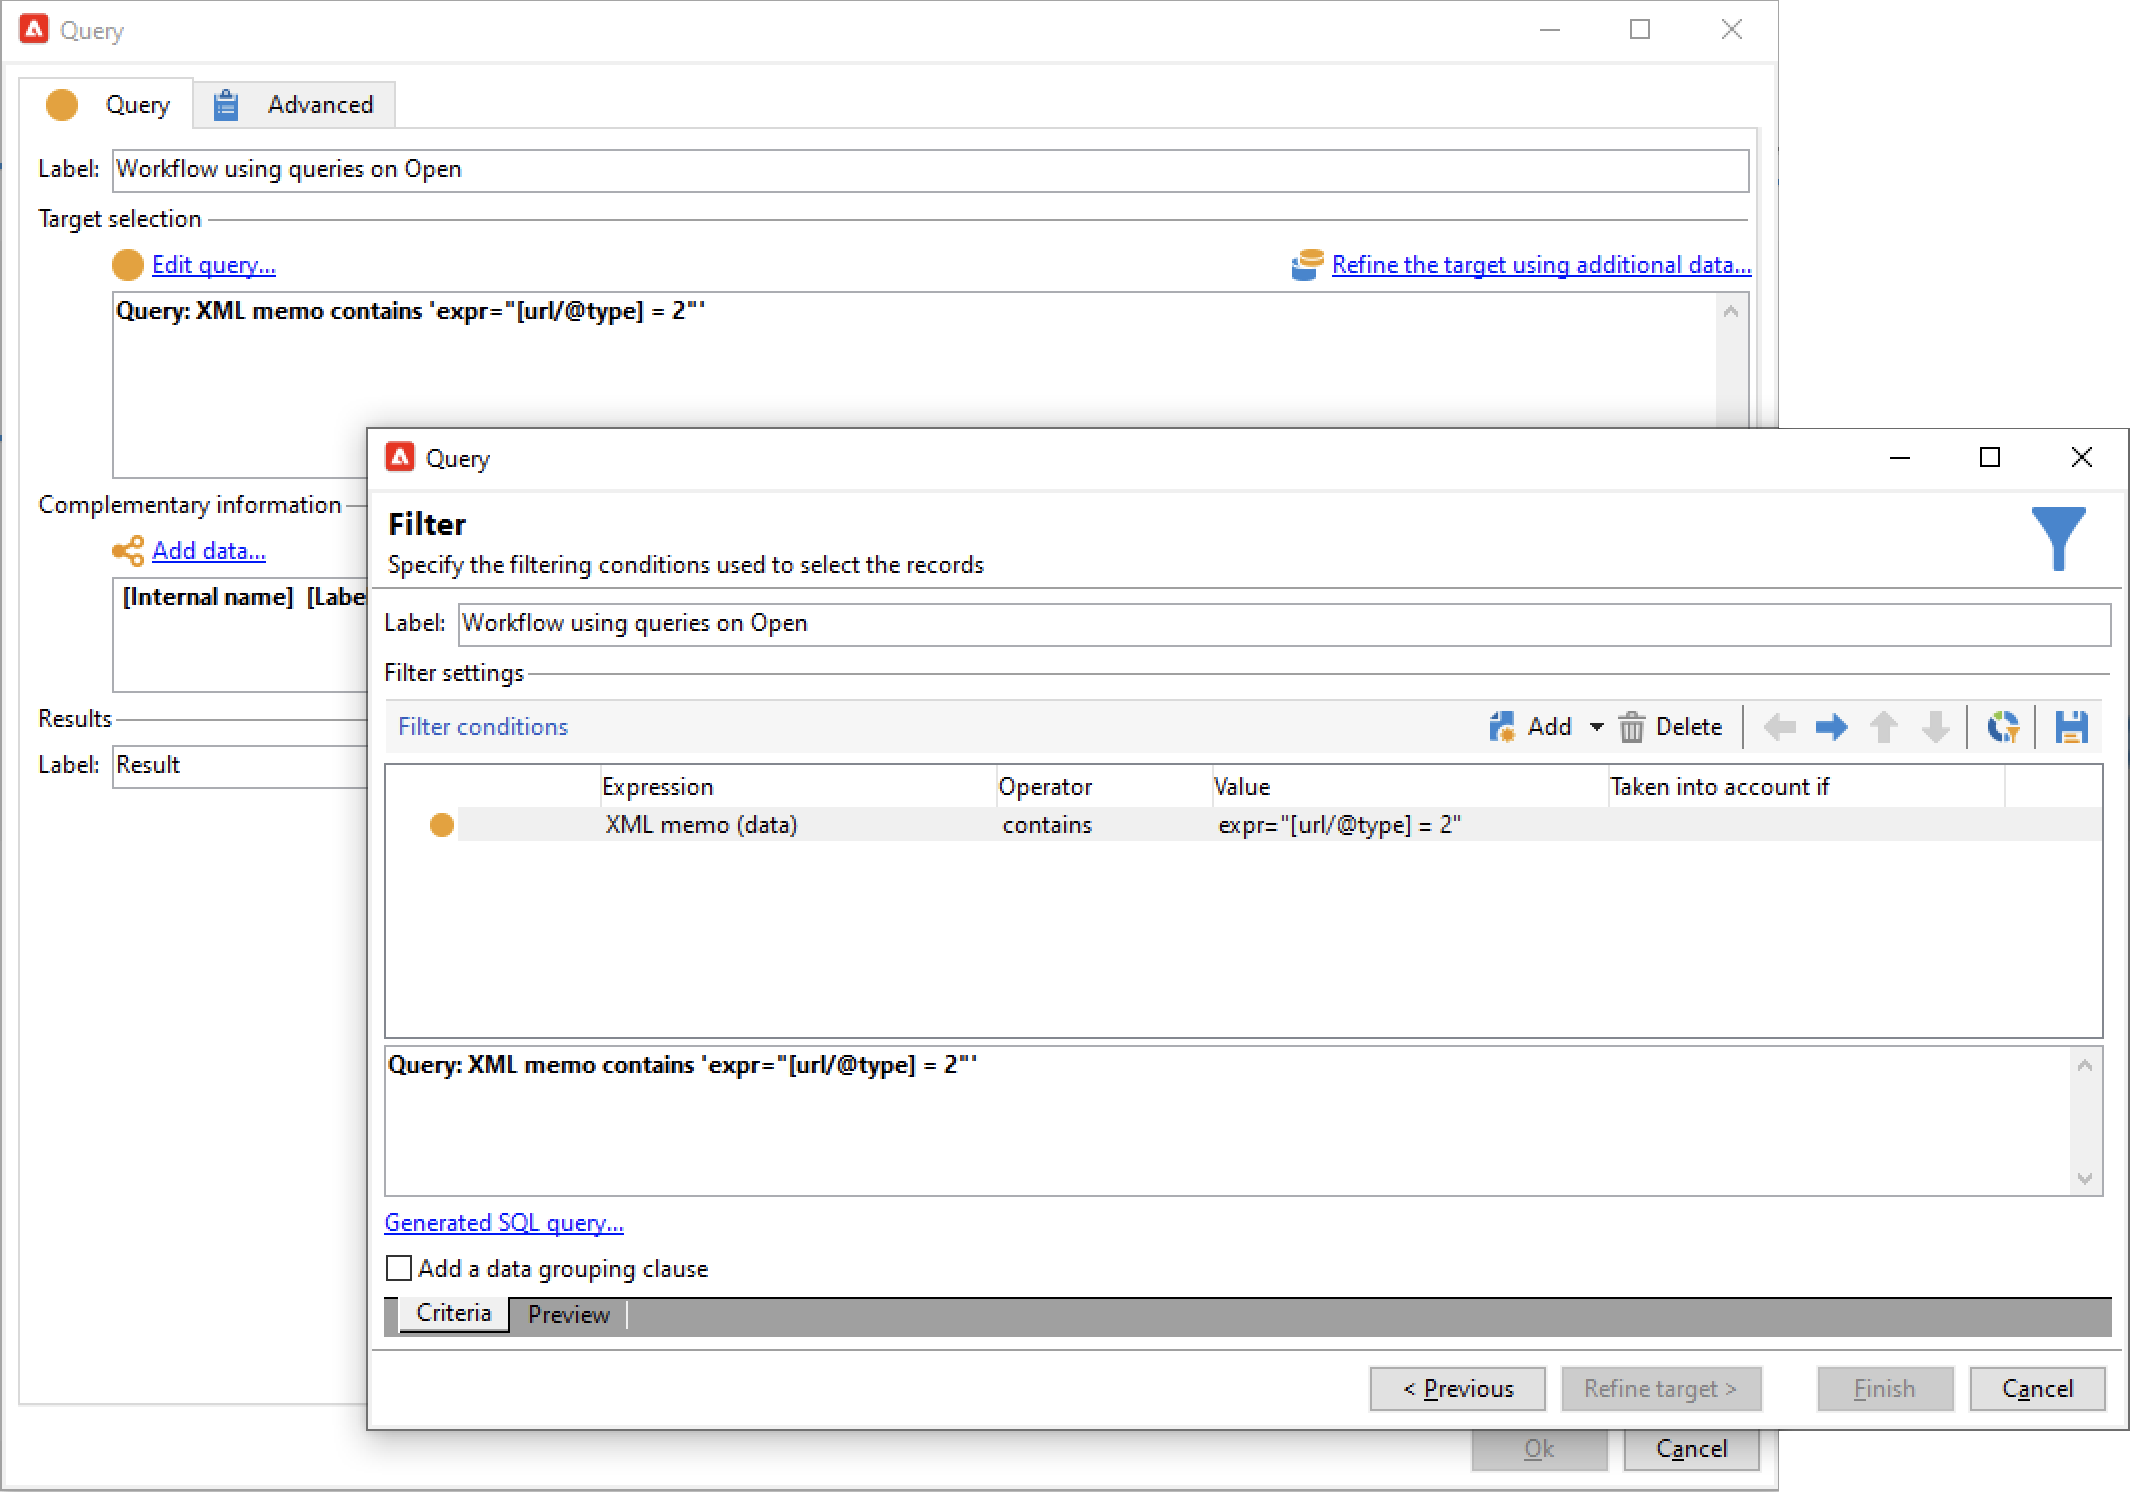 Query
Query
Advanced
Label: Workflow using queries on Open
Target selection
Edit query...
Refine the target using additional data...
Query: XML memo contains 'expr="[url/@type] = 2"'
Complementary information
Add data...
[Internal name] [Labe
Results
Label: Result
Query
Filter
Specify the filtering conditions used to select the records
Label: Workflow using queries on Open
Filter settings
Filter conditions
Add
Delete
Expression Operator Value Taken into account if
XML memo (data) contains expr="[url/@type] = 2"
Query: XML memo contains 'expr="[url/@type] = 2"'
Generated SQL query...
Add a data grouping clause
Criteria Preview
< Previous
Refine target >
Finish
Cancel
Ok
Cancel